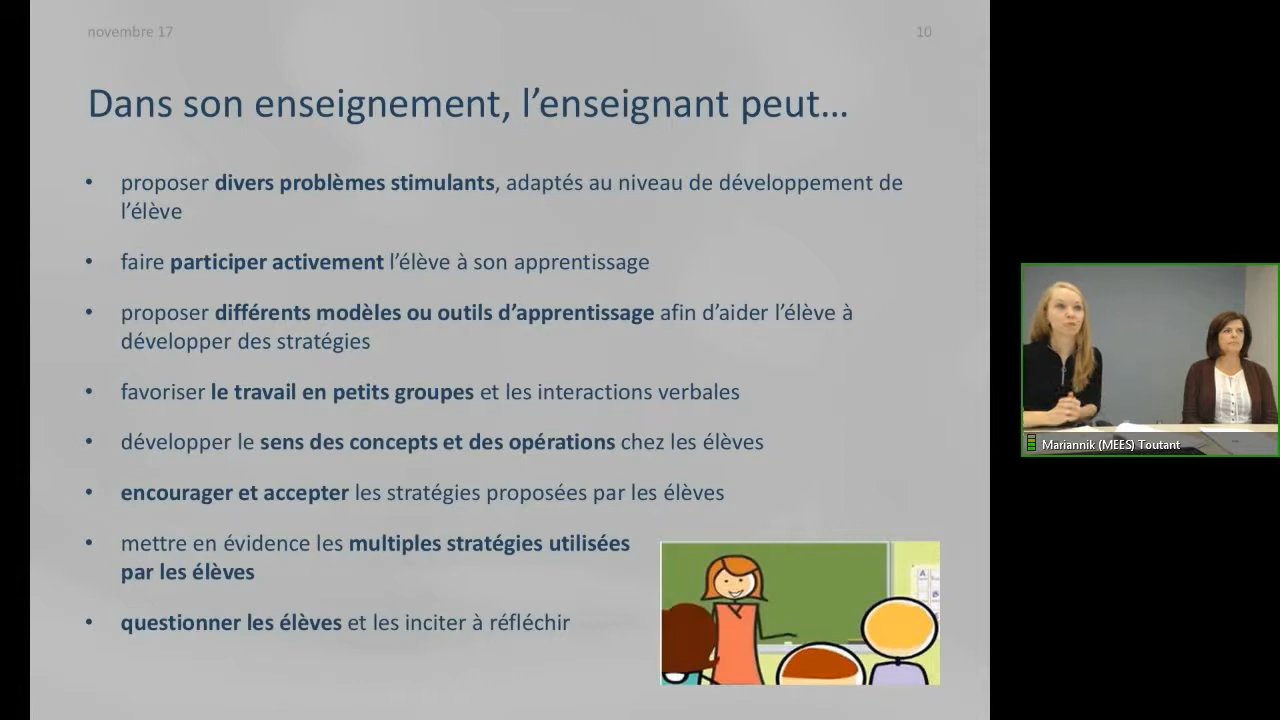 novembre 17
10
Dans son enseignement, l’enseignant peut…
• proposer divers problèmes stimulants, adaptés au niveau de développement de
l’élève
• faire participer activement l’élève à son apprentissage
• proposer différents modèles ou outils d’apprentissage afin d’aider l’élève à
développer des stratégies
• favoriser le travail en petits groupes et les interactions verbales
• développer le sens des concepts et des opérations chez les élèves
• encourager et accepter les stratégies proposées par les élèves
• mettre en évidence les multiples stratégies utilisées
par les élèves
• questionner les élèves et les inciter à réfléchir
A
Mariannik (MEES) Toutant